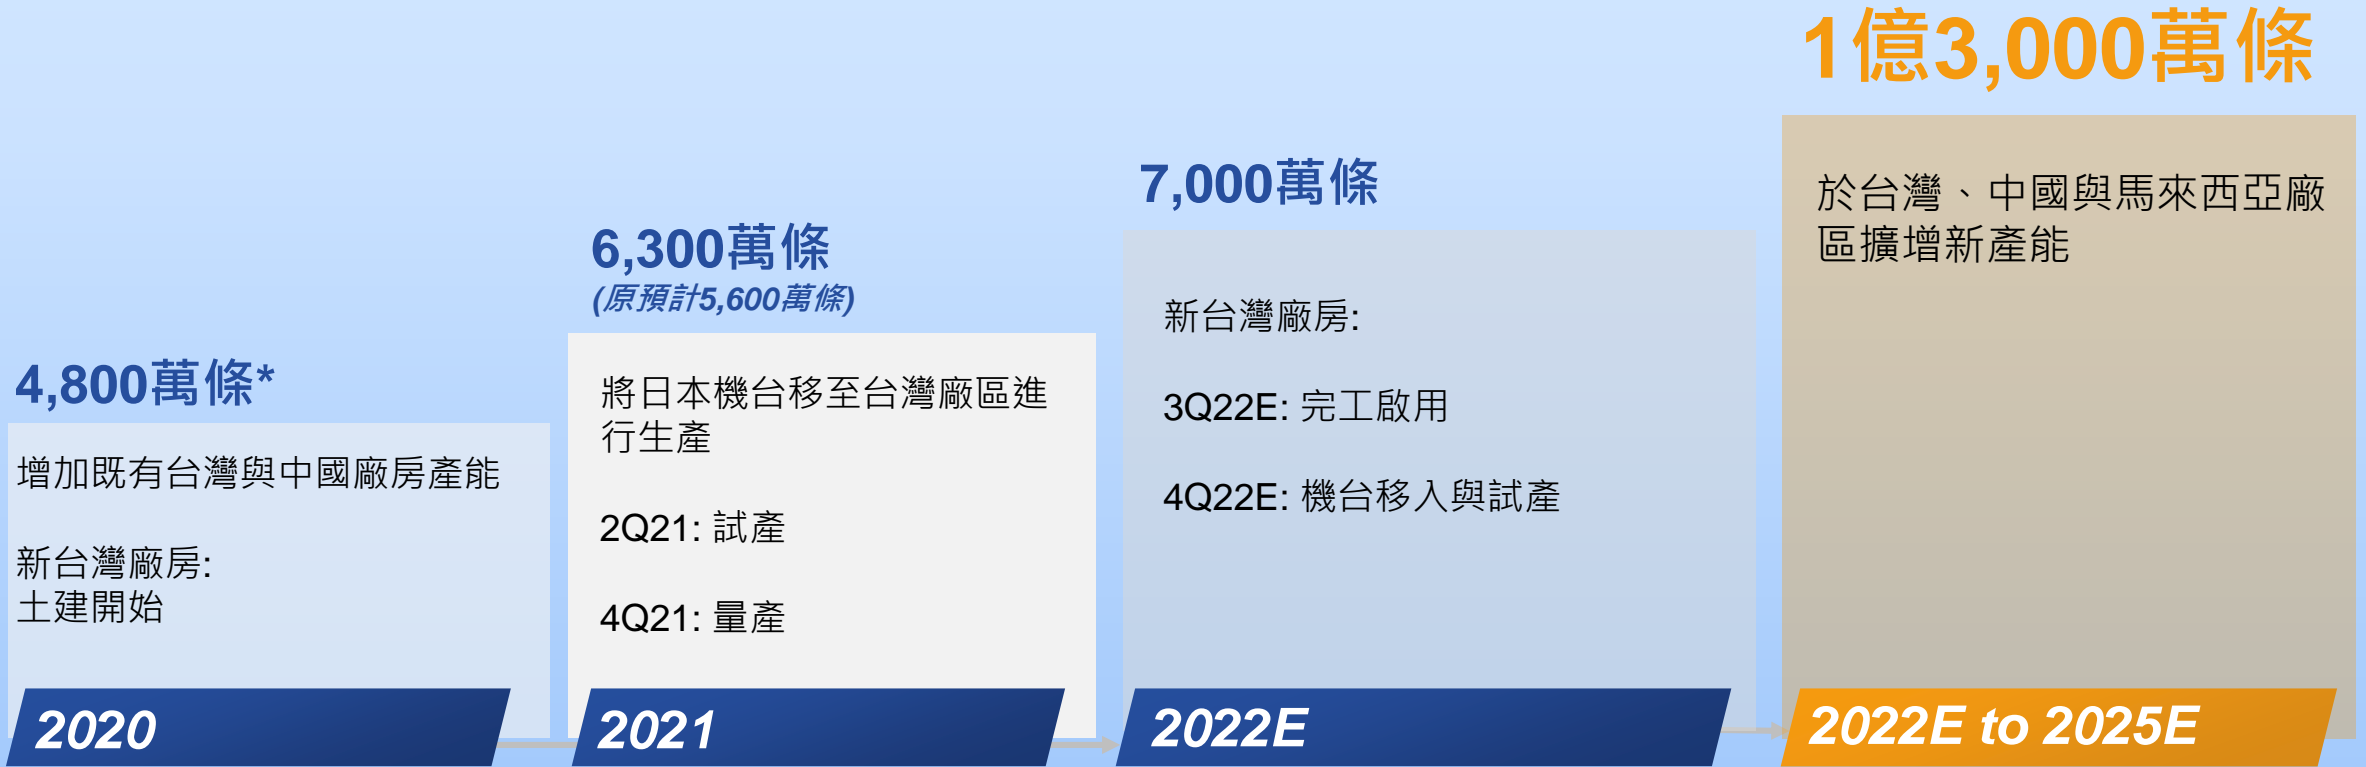 4,800萬條*
增加既有台灣與中國廠房產能
新台灣廠房:
土建開始
2020
6,300萬條
(原預計5,600萬條)
將日本機台移至台灣廠區進
行生產
2Q21: 試產
4Q21: 量產
2021
7,000萬條
新台灣廠房:
3Q22E: 完工啟用
4Q22E: 機台移入與試產
2022E
1億3,000萬條
於台灣、中國與馬來西亞廠
區擴增新產能
2022E to 2025E